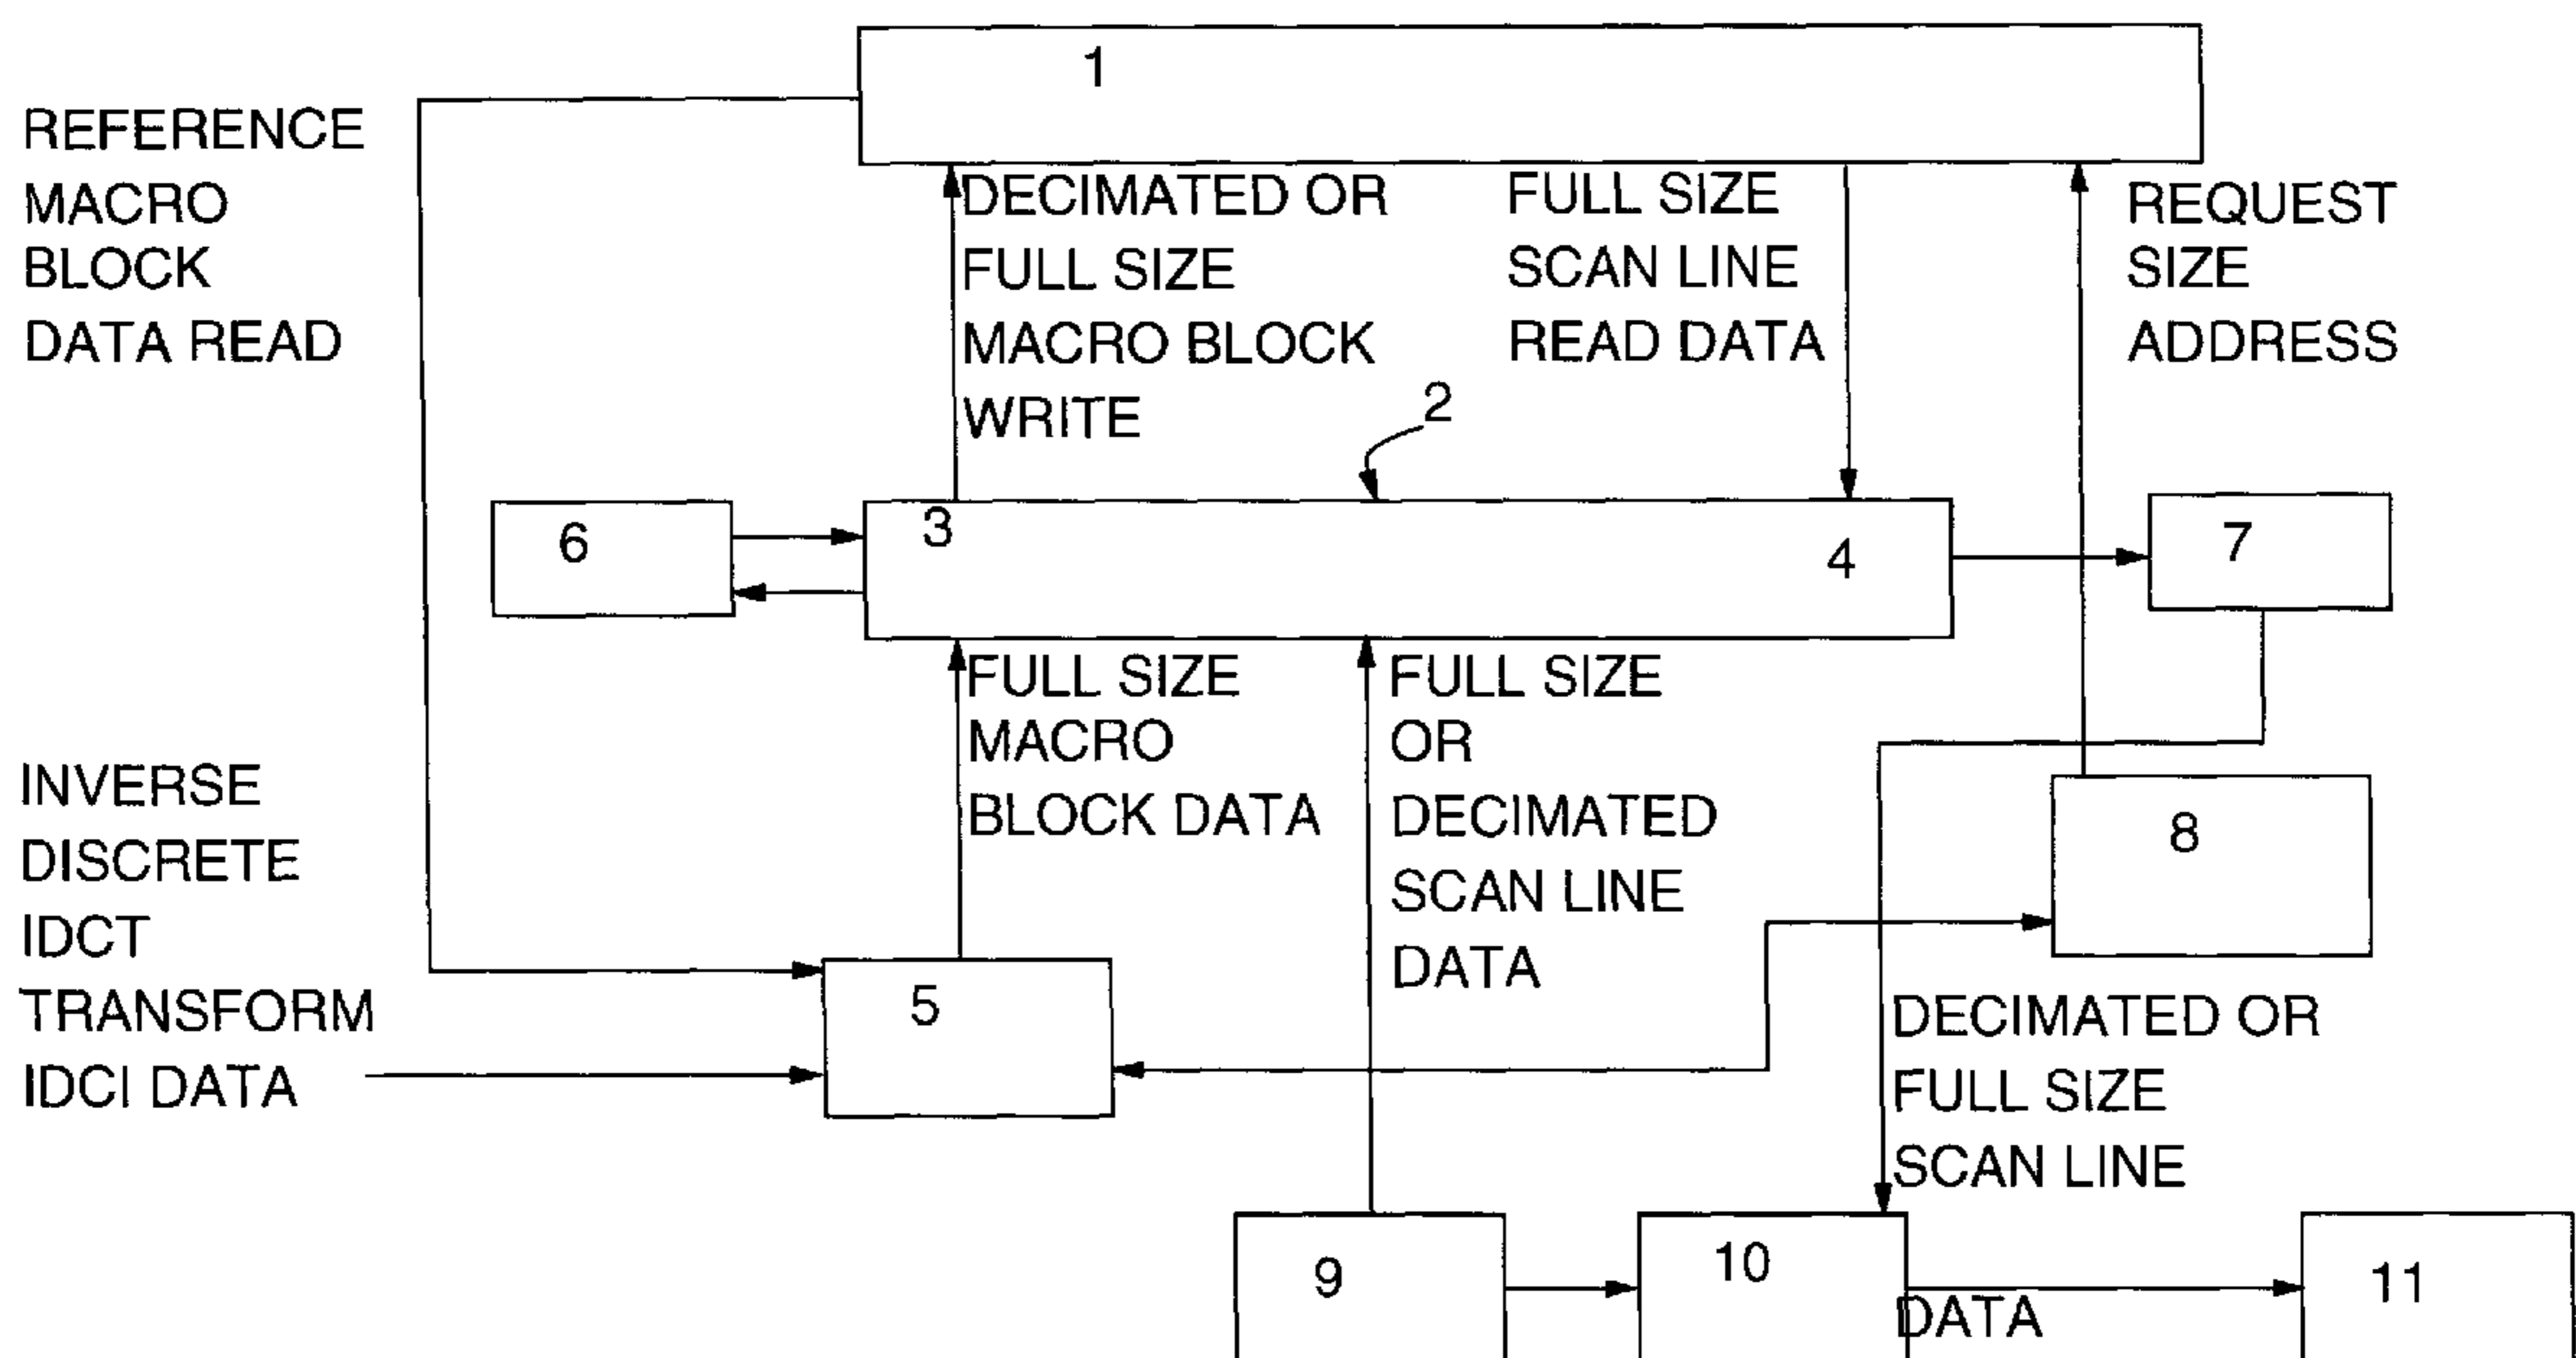 1
REFERENCE
MACRO
BLOCK
DATA READ
DECIMATED OR
FULL SIZE
MACRO BLOCK
WRITE
FULL SIZE
SCAN LINE
READ DATA
REQUEST
SIZE
ADDRESS
2
6
3
4
7
FULL SIZE
MACRO
BLOCK DATA
FULL SIZE
OR
DECIMATED
SCAN LINE
DATA
8
INVERSE
DISCRETE
IDCT
TRANSFORM
IDCI DATA
5
DECIMATED OR
FULL SIZE
SCAN LINE
DATA
9
10
11